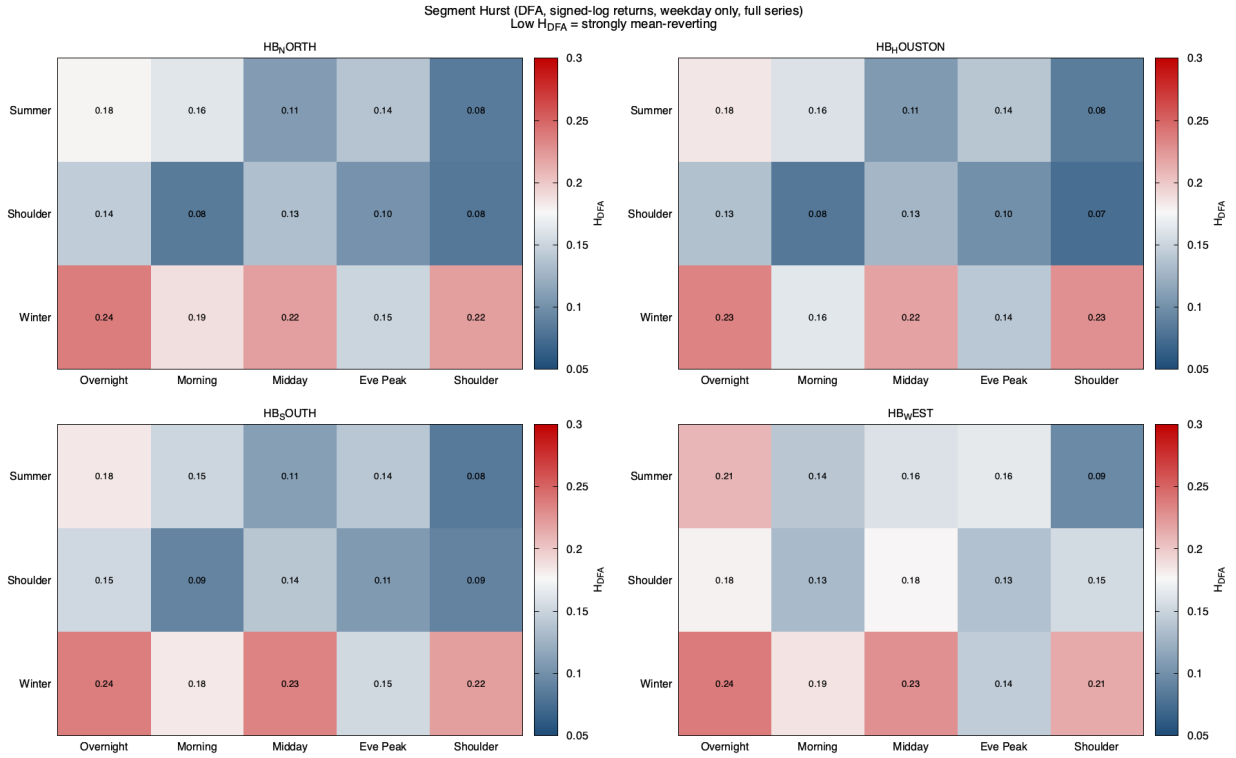 Segment Hurst (DFA, signed-log returns, weekday only, full series)
Low H_DFA = strongly mean-reverting
HB_NORTH
Summer 0.18 0.16 0.11 0.14 0.08
Shoulder 0.14 0.08 0.13 0.10 0.08
Winter 0.24 0.19 0.22 0.15 0.22
Overnight Morning Midday Eve Peak Shoulder
0.3
0.25
0.2
0.15
0.1
0.05
H_DFA
HB_HOUSTON
Summer 0.18 0.16 0.11 0.14 0.08
Shoulder 0.13 0.08 0.13 0.10 0.07
Winter 0.23 0.16 0.22 0.14 0.23
Overnight Morning Midday Eve Peak Shoulder
0.3
0.25
0.2
0.15
0.1
0.05
H_DFA
HB_SOUTH
Summer 0.18 0.15 0.11 0.14 0.08
Shoulder 0.15 0.09 0.14 0.11 0.09
Winter 0.24 0.18 0.23 0.15 0.22
Overnight Morning Midday Eve Peak Shoulder
0.3
0.25
0.2
0.15
0.1
0.05
H_DFA
HB_WEST
Summer 0.21 0.14 0.16 0.16 0.09
Shoulder 0.18 0.13 0.18 0.13 0.15
Winter 0.24 0.19 0.23 0.14 0.21
Overnight Morning Midday Eve Peak Shoulder
0.3
0.25
0.2
0.15
0.1
0.05
H_DFA